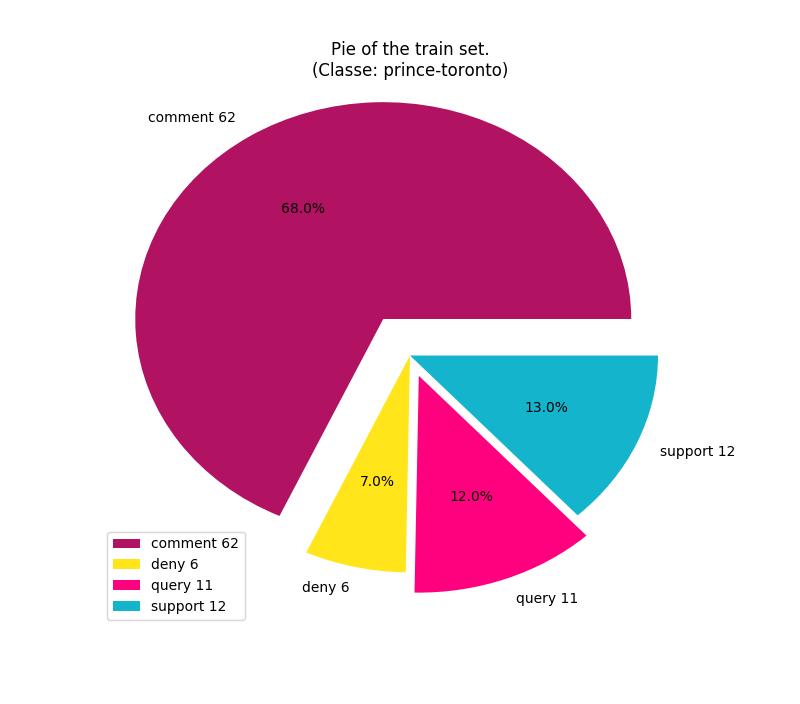 Pie of the train set.
(Classe: prince-toronto)
comment 62
68.0%
13.0%
support 12
7.0%
12.0%
deny 6
query 11
comment 62
deny 6
query 11
support 12